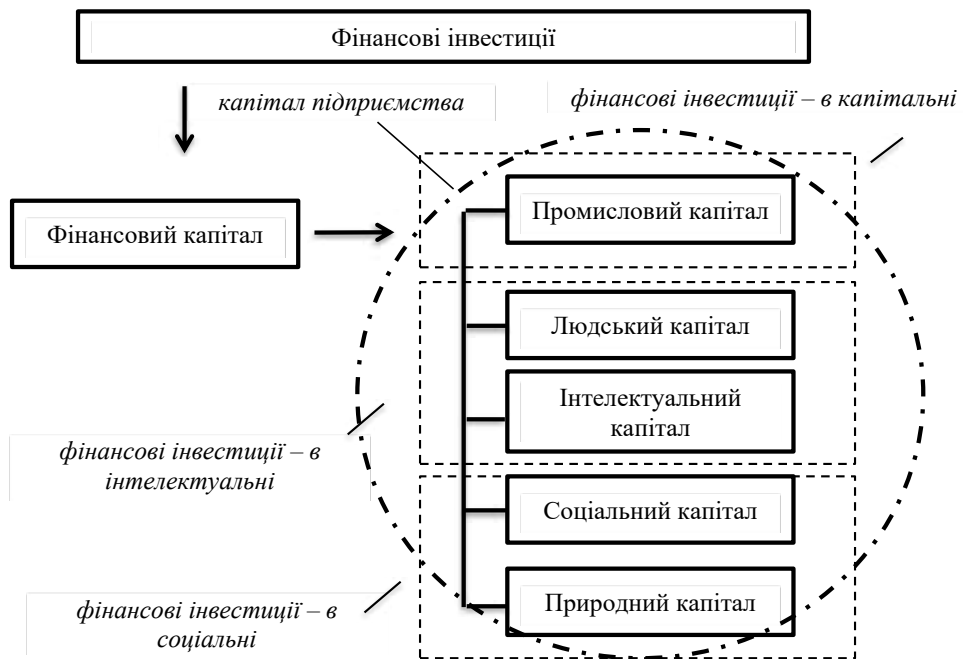 Фінансові інвестиції
капітал підприємства
фінансові інвестиції – в капітальні
Фінансовий капітал
Промисловий капітал
Людський капітал
Інтелектуальний
капітал
фінансові інвестиції – в
інтелектуальні
Соціальний капітал
Природний капітал
фінансові інвестиції – в
соціальні